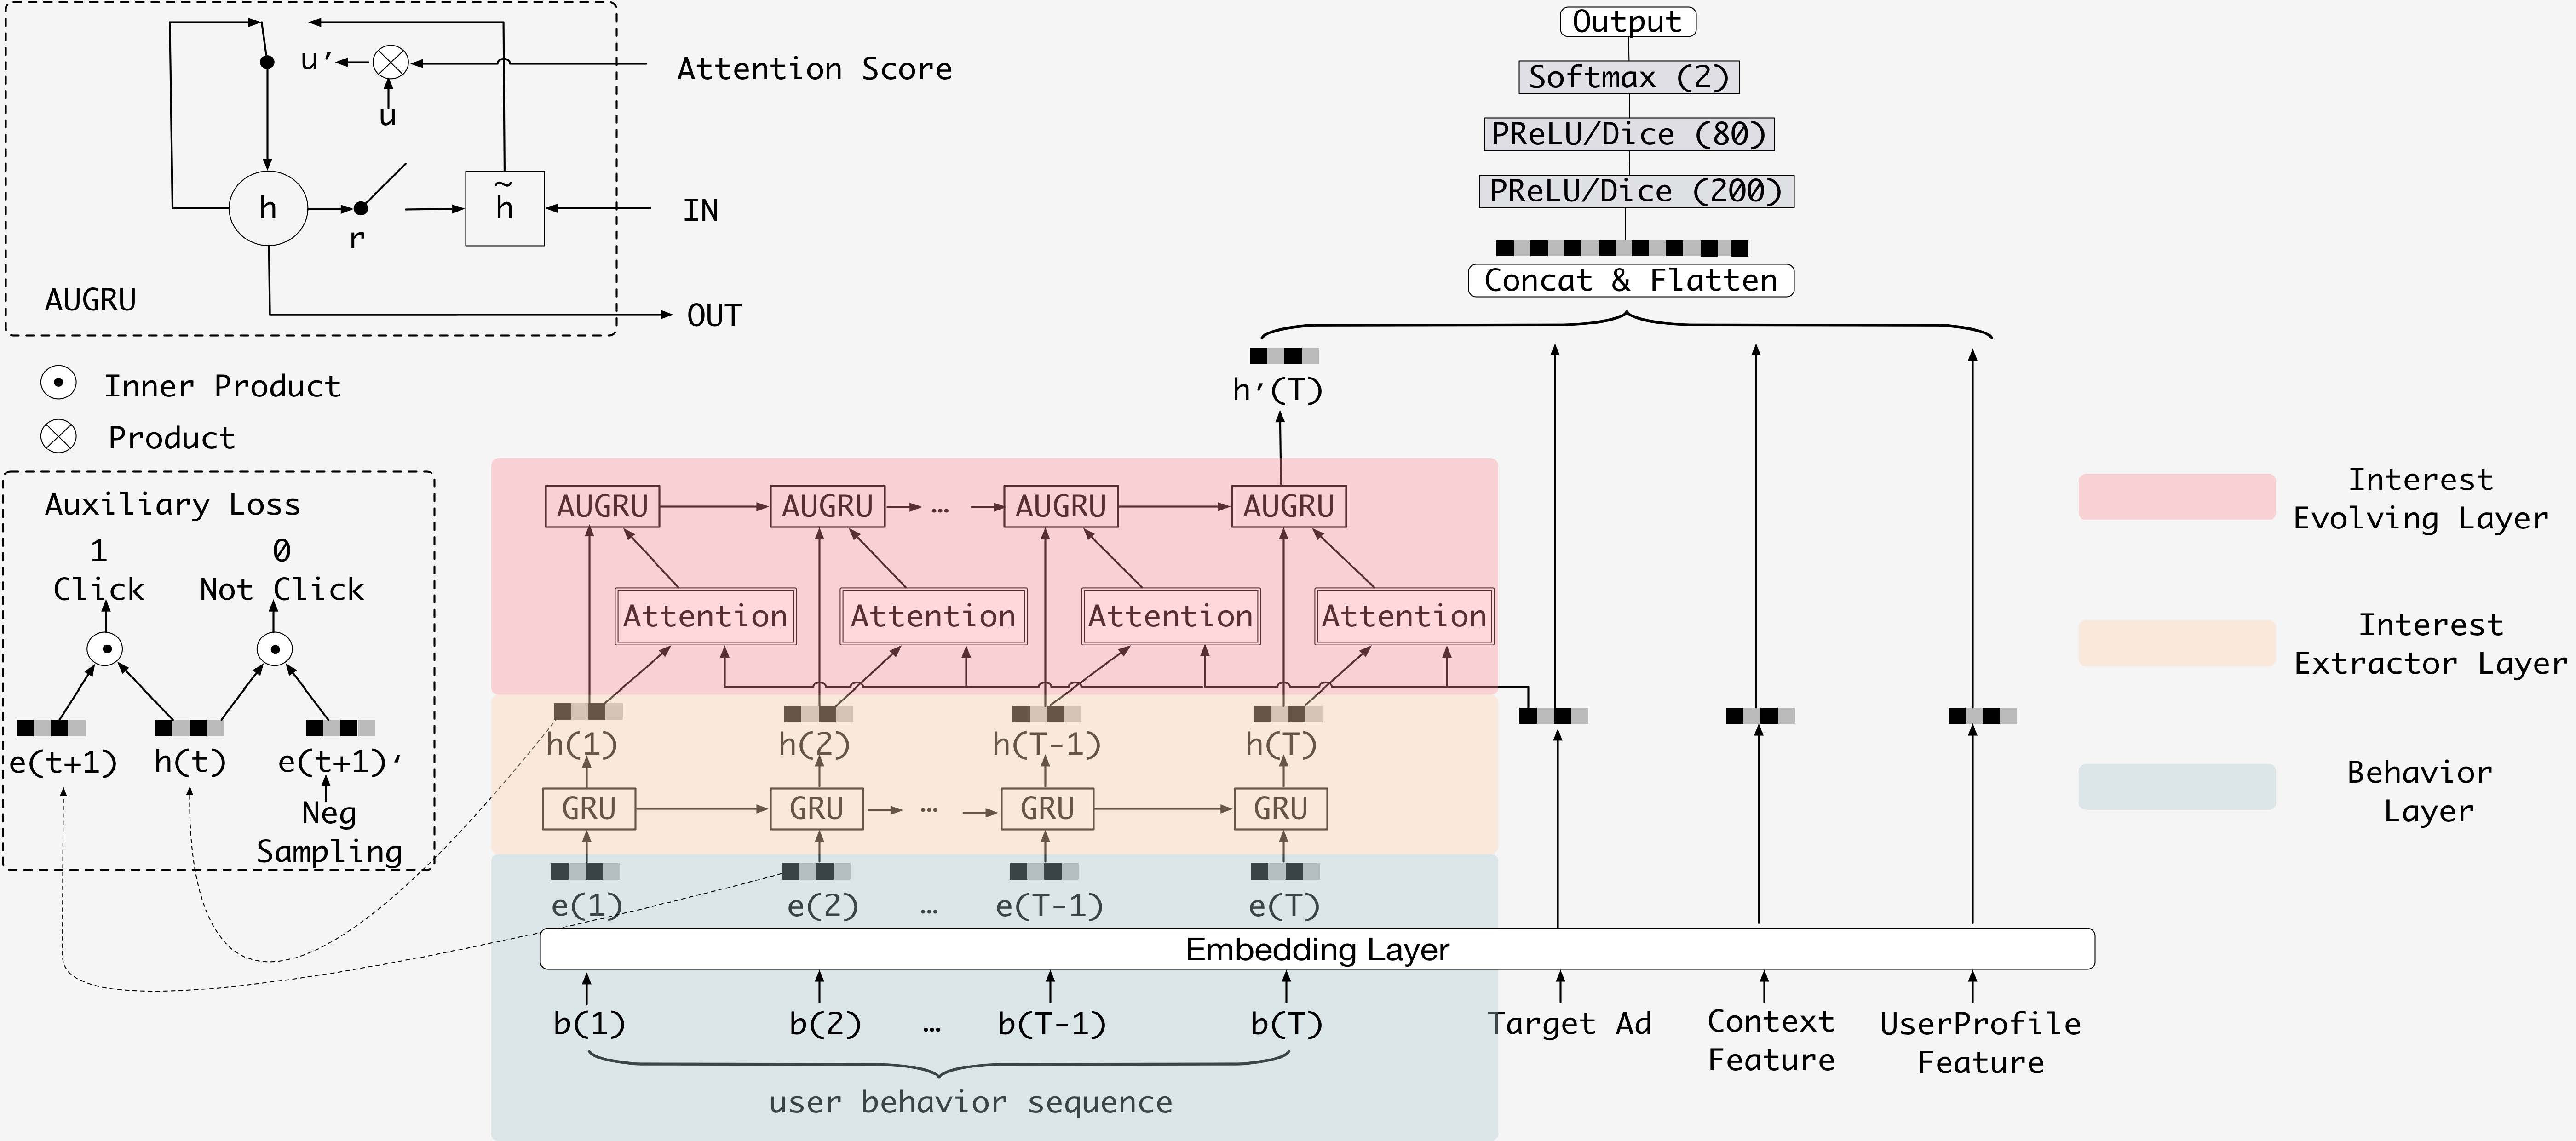 Output
Softmax (2)
PReLU/Dice (80)
PReLU/Dice (200)
Concat & Flatten
u’
u
Attention Score
h
r
h̃
IN
AUGRU
OUT
Inner Product
Product
h’(T)
Auxiliary Loss
1
0
Click
Not Click
e(t+1)
h(t)
e(t+1)‘
Neg
Sampling
AUGRU
AUGRU
...
AUGRU
AUGRU
Attention
Attention
Attention
Attention
h(1)
h(2)
h(T-1)
h(T)
GRU
GRU
...
GRU
GRU
e(1)
e(2)
...
e(T-1)
e(T)
Embedding Layer
b(1)
b(2)
...
b(T-1)
b(T)
Target Ad
Context
Feature
UserProfile
Feature
user behavior sequence
Interest
Evolving Layer
Interest
Extractor Layer
Behavior
Layer